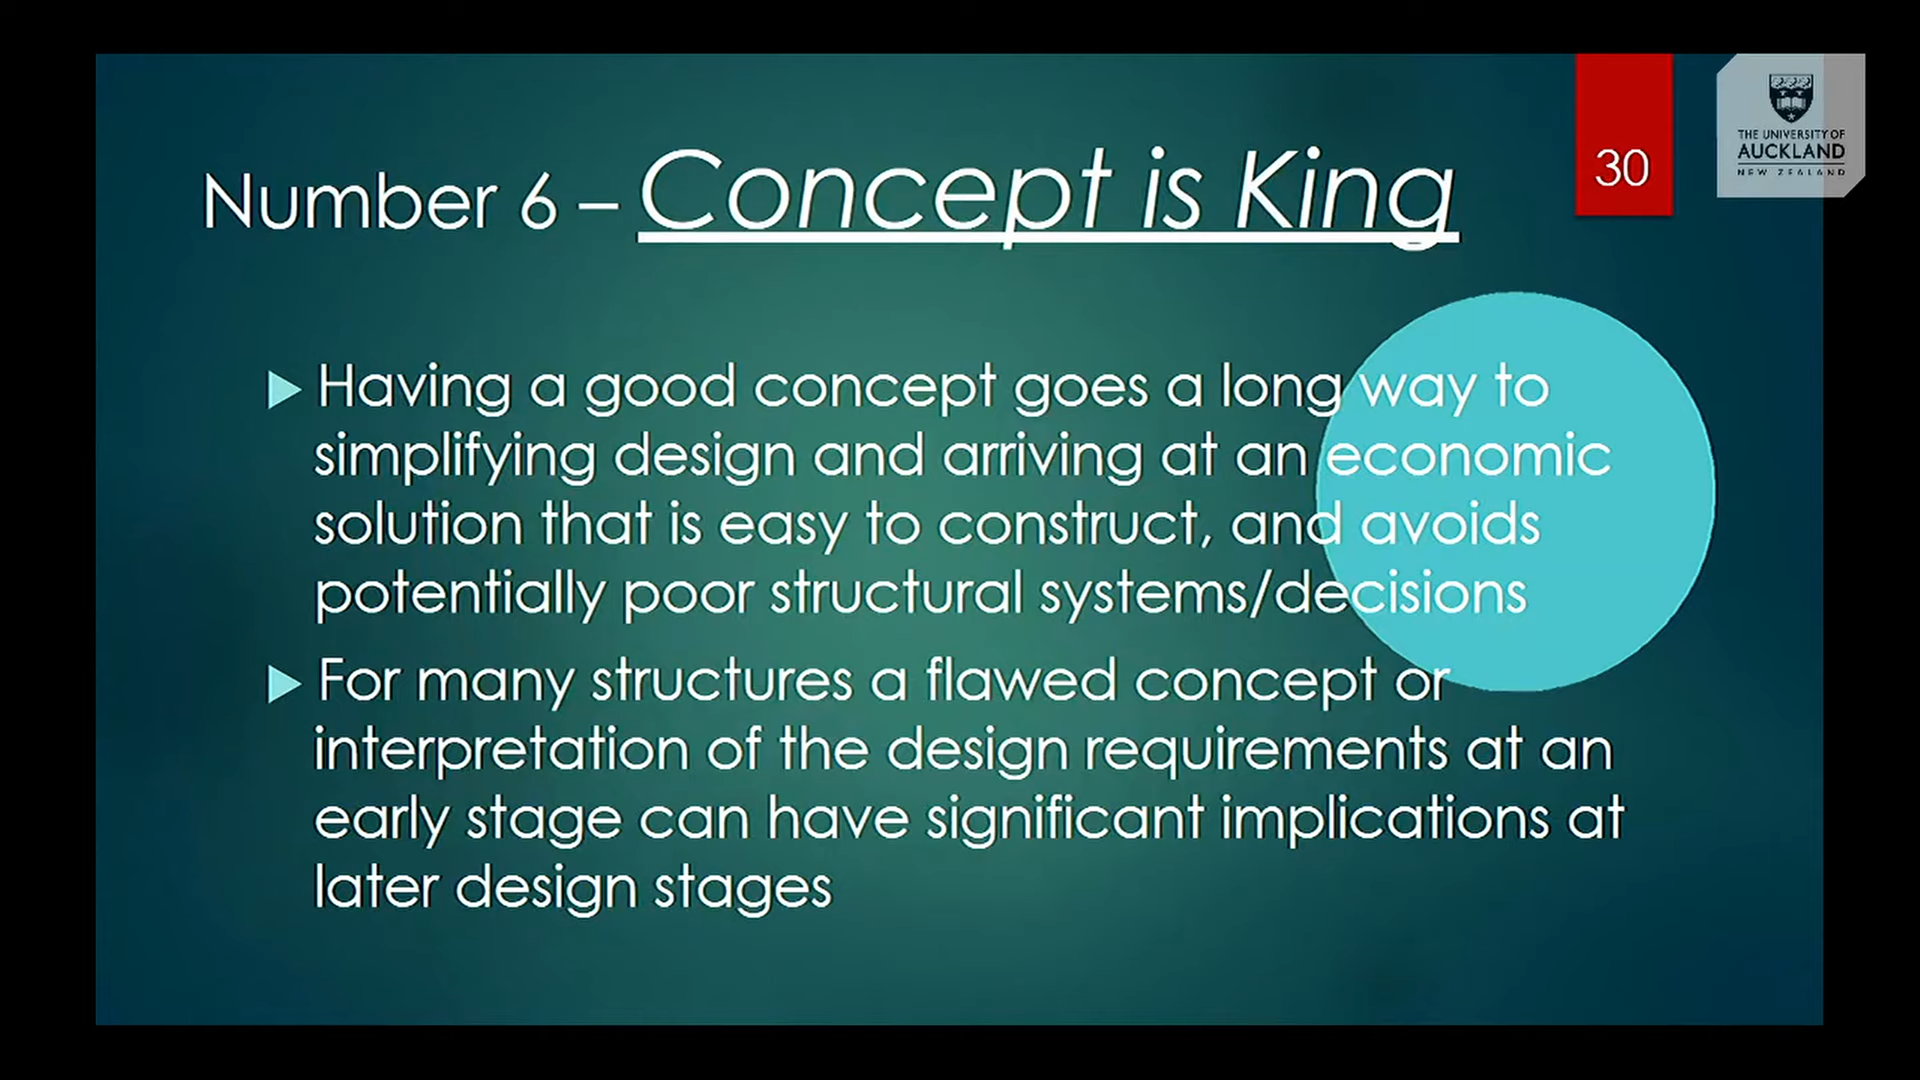 Number 6 – Concept is King
30
THE UNIVERSITY OF
AUCKLAND
NEW ZEALAND
Having a good concept goes a long way to
simplifying design and arriving at an economic
solution that is easy to construct, and avoids
potentially poor structural systems/decisions
For many structures a flawed concept or
interpretation of the design requirements at an
early stage can have significant implications at
later design stages